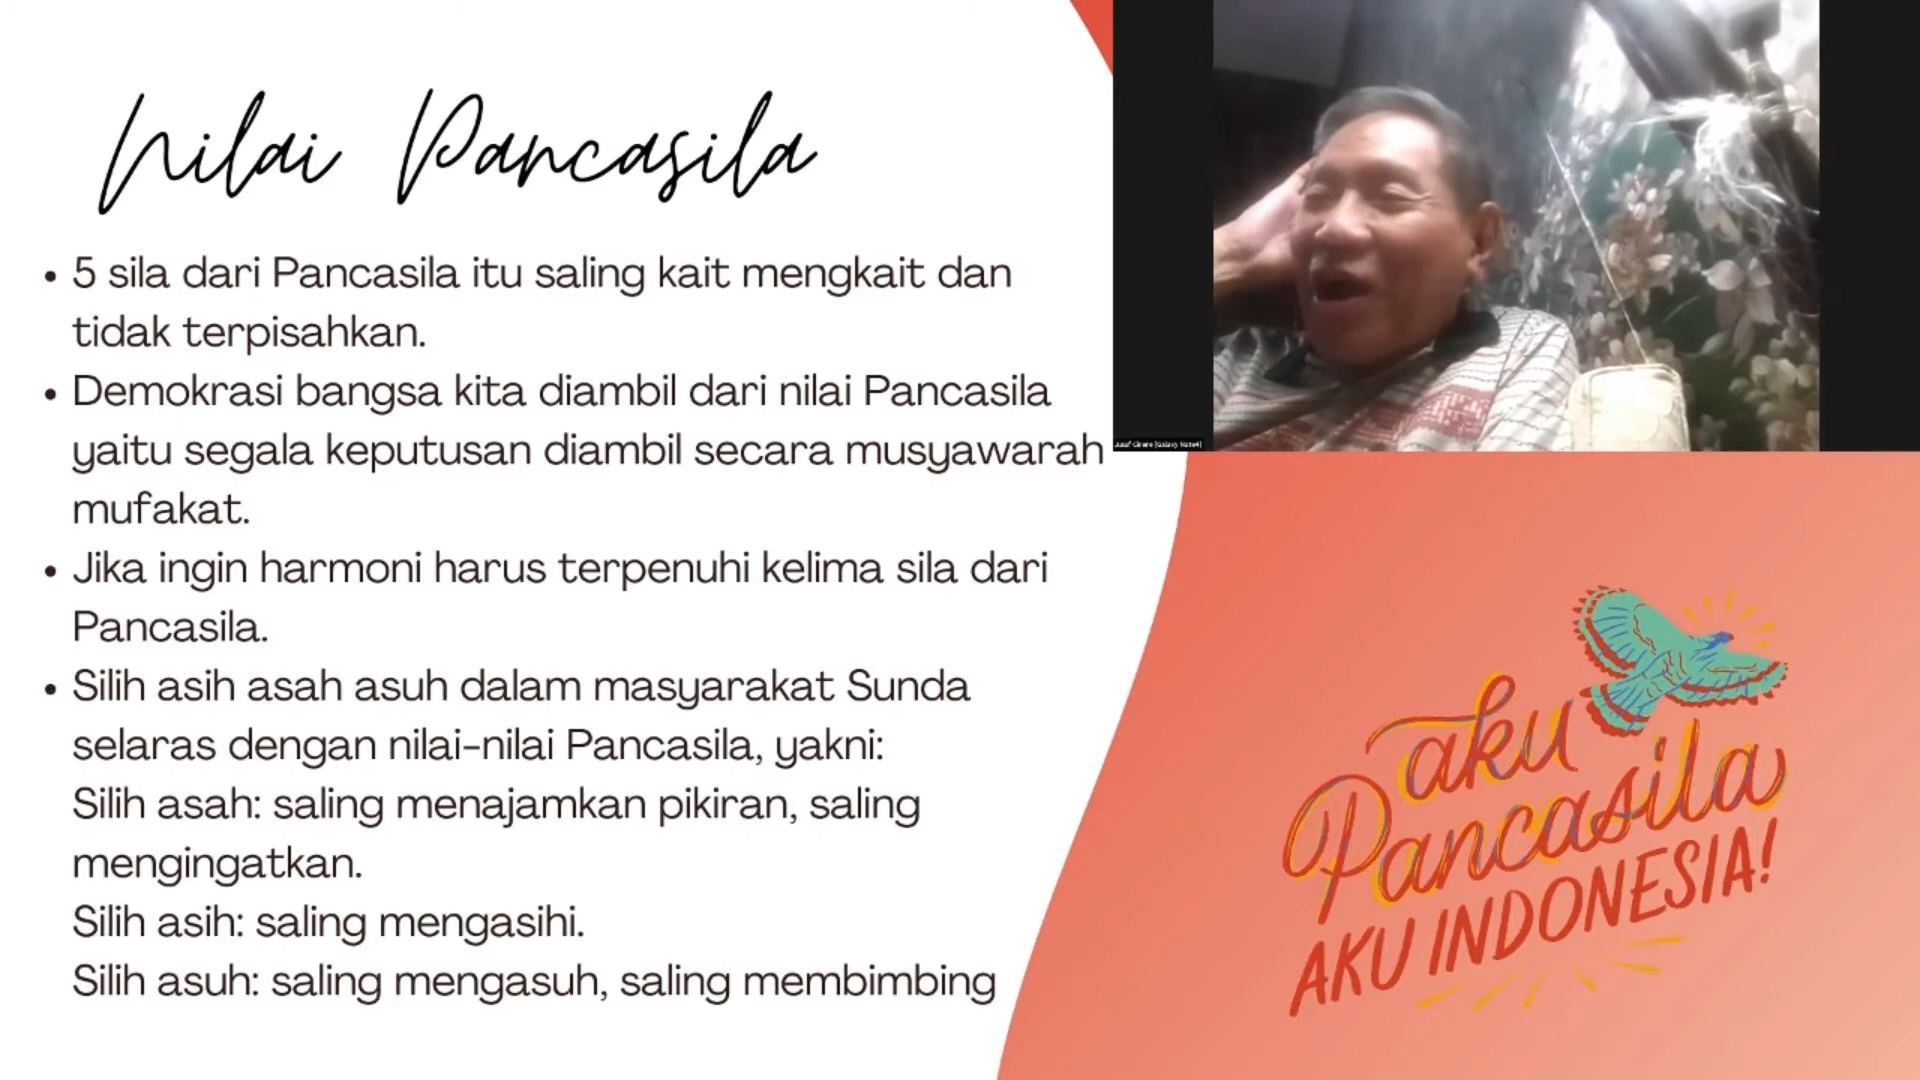 Nilai Pancasila
• 5 sila dari Pancasila itu saling kait mengkait dan
tidak terpisahkan.
• Demokrasi bangsa kita diambil dari nilai Pancasila
yaitu segala keputusan diambil secara musyawarah
mufakat.
• Jika ingin harmoni harus terpenuhi kelima sila dari
Pancasila.
• Silih asih asah asuh dalam masyarakat Sunda
selaras dengan nilai-nilai Pancasila, yakni:
Silih asah: saling menajamkan pikiran, saling
mengingatkan.
Silih asih: saling mengasihi.
Silih asuh: saling mengasuh, saling membimbing
aku
Pancasila
AKU INDONESIA!